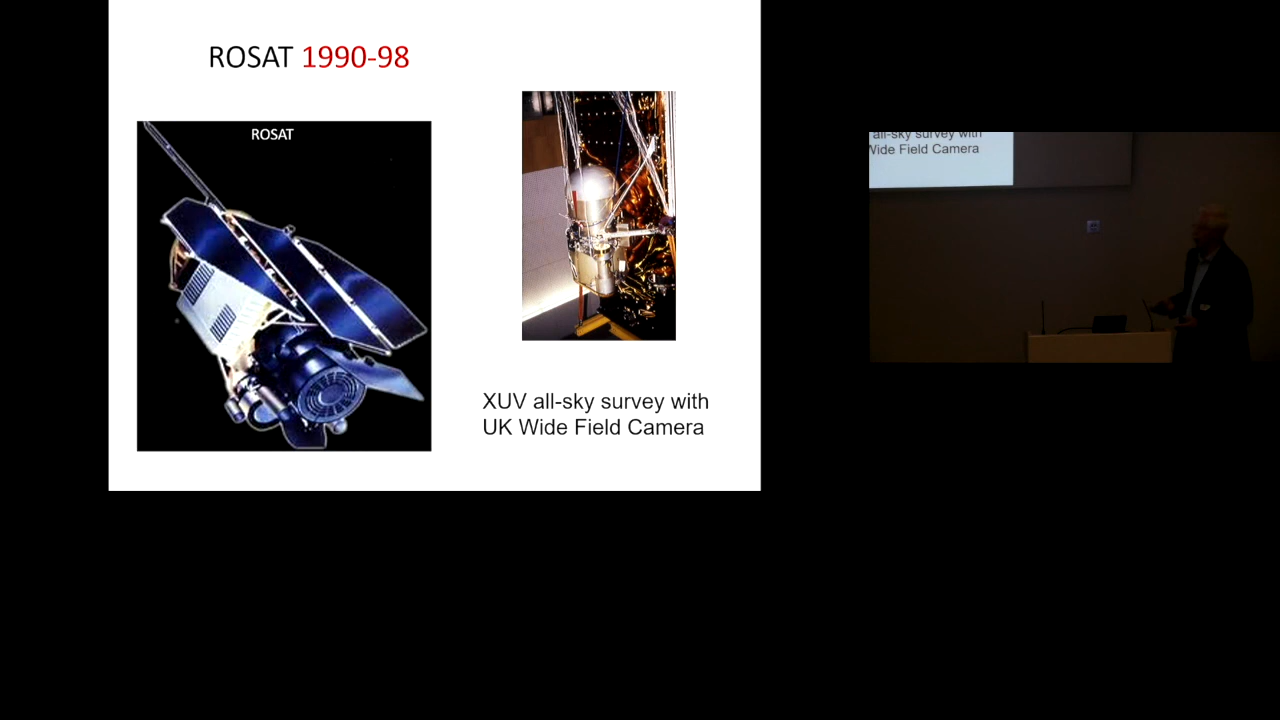 ROSAT 1990-98
ROSAT
XUV all-sky survey with
UK Wide Field Camera
all-sky survey with
Wide Field Camera